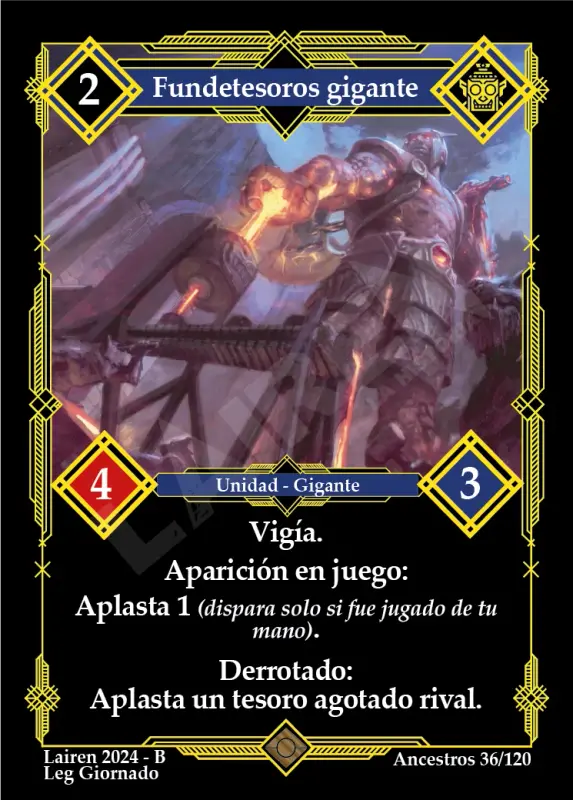 2
Fundetesoros gigante
4
Unidad - Gigante
3
Vigía.
Aparición en juego:
Aplasta 1 (dispara solo si fue jugado de tu
mano).
Derrotado:
Aplasta un tesoro agotado rival.
Lairen 2024 - B
Leg Giornado
Ancestros 36/120